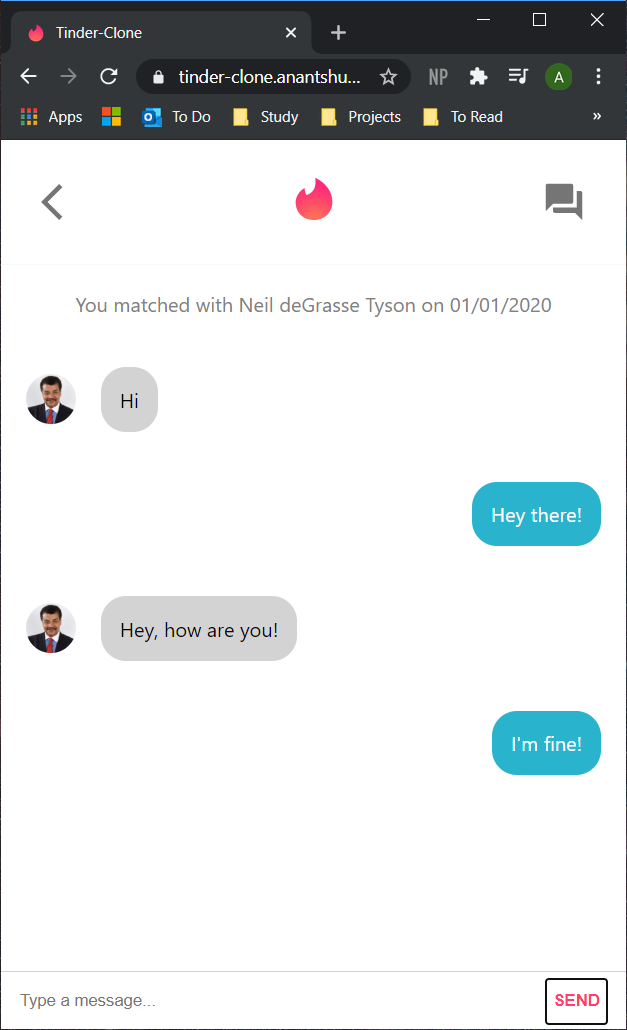 Tinder-Clone
tinder-clone.anantshu...
NP
A
Apps
To Do
Study
Projects
To Read
»
You matched with Neil deGrasse Tyson on 01/01/2020
Hi
Hey there!
Hey, how are you!
I'm fine!
Type a message...
SEND